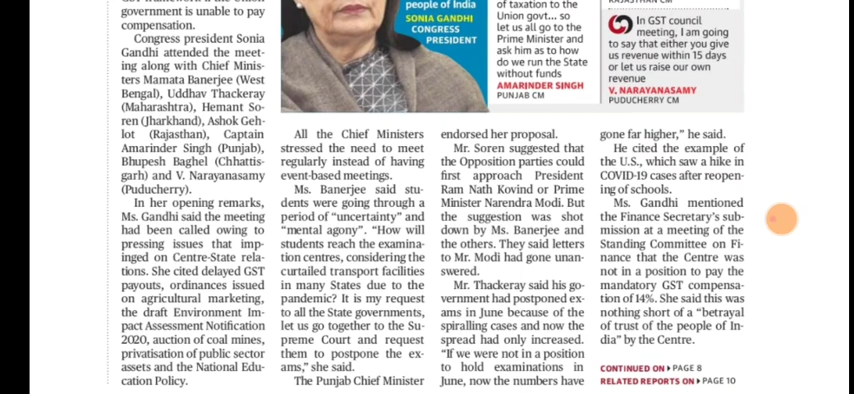 government is unable to pay
compensation.
Congress president Sonia
Gandhi attended the meet-
ing along with Chief Minis-
ters Mamata Banerjee (West
Bengal), Uddhav Thackeray
(Maharashtra), Hemant So-
ren (Jharkhand), Ashok Geh-
lot (Rajasthan), Captain
Amarinder Singh (Punjab),
Bhupesh Baghel (Chhattis-
garh) and V. Narayanasamy
(Puducherry).
In her opening remarks,
Ms. Gandhi said the meeting
had been called owing to
pressing issues that imp-
inged on Centre-State rela-
tions. She cited delayed GST
payouts, ordinances issued
on agricultural marketing,
the draft Environment Im-
pact Assessment Notification
2020, auction of coal mines,
privatisation of public sector
assets and the National Edu-
cation Policy.
people of India
SONIA GANDHI
CONGRESS
PRESIDENT
of taxation to the
Union govt... so
let us all go to the
Prime Minister and
ask him as to how
do we run the State
without funds
AMARINDER SINGH
PUNJAB CM
RAJASTHAN CM
In GST council
meeting, I am going
to say that either you give
us revenue within 15 days
or let us raise our own
revenue
V. NARAYANASAMY
PUDUCHERRY CM
All the Chief Ministers
stressed the need to meet
regularly instead of having
event-based meetings.
Ms. Banerjee said stu-
dents were going through a
period of “uncertainty” and
“mental agony”. “How will
students reach the examina-
tion centres, considering the
curtailed transport facilities
in many States due to the
pandemic? It is my request
to all the State governments,
let us go together to the Su-
preme Court and request
them to postpone the ex-
ams,” she said.
The Punjab Chief Minister
endorsed her proposal.
Mr. Soren suggested that
the Opposition parties could
first approach President
Ram Nath Kovind or Prime
Minister Narendra Modi. But
the suggestion was shot
down by Ms. Banerjee and
the others. They said letters
to Mr. Modi had gone unan-
swered.
Mr. Thackeray said his go-
vernment had postponed ex-
ams in June because of the
spiralling cases and now the
spread had only increased.
“If we were not in a position
to hold examinations in
June, now the numbers have
gone far higher,” he said.
He cited the example of
the U.S., which saw a hike in
COVID-19 cases after reopen-
ing of schools.
Ms. Gandhi mentioned
the Finance Secretary’s sub-
mission at a meeting of the
Standing Committee on Fi-
nance that the Centre was
not in a position to pay the
mandatory GST compensa-
tion of 14%. She said this was
nothing short of a “betrayal
of trust of the people of In-
dia” by the Centre.
CONTINUED ON PAGE 8
RELATED REPORTS ON PAGE 10